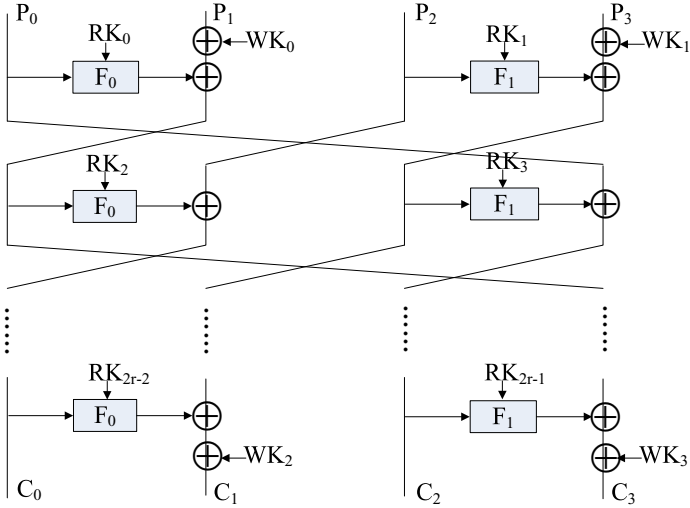 P₀ P₁ P₂ P₃
RK₀ WK₀ RK₁ WK₁
F₀ F₁
RK₂ RK₃
F₀ F₁
RK₂ᵣ₋₂ RK₂ᵣ₋₁
F₀ F₁
WK₂ WK₃
C₀ C₁ C₂ C₃